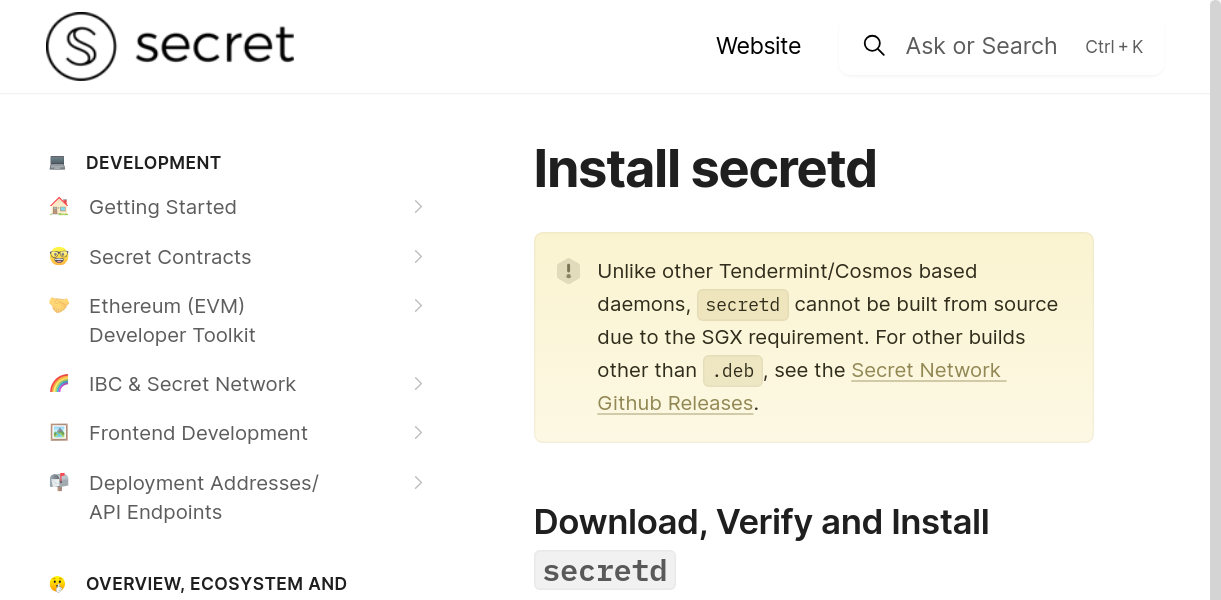 secret
Website
Ask or Search
Ctrl + K
DEVELOPMENT
Getting Started
Secret Contracts
Ethereum (EVM)
Developer Toolkit
IBC & Secret Network
Frontend Development
Deployment Addresses/
API Endpoints
OVERVIEW, ECOSYSTEM AND
Install secretd
Unlike other Tendermint/Cosmos based
daemons, secretd cannot be built from source
due to the SGX requirement. For other builds
other than .deb, see the Secret Network
Github Releases.
Download, Verify and Install
secretd